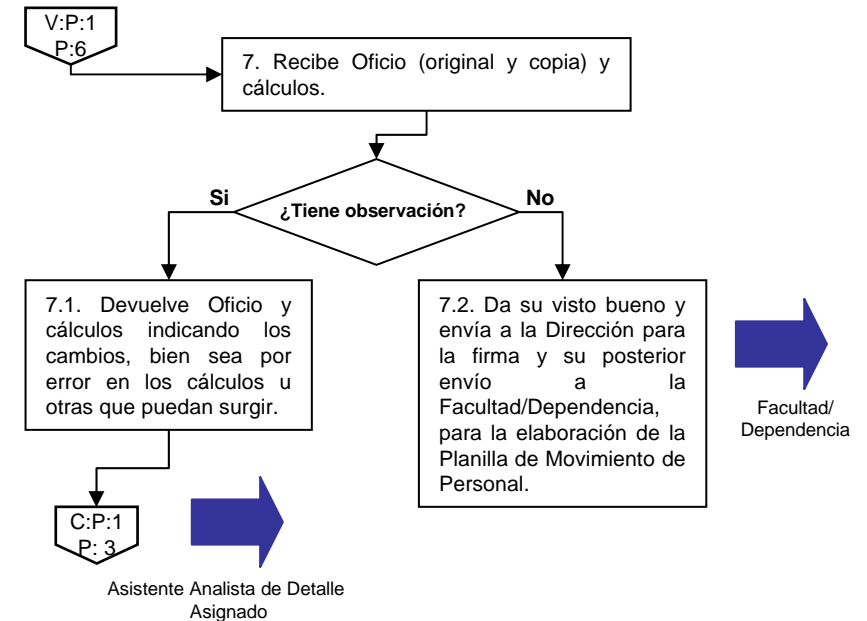 V:P:1
P:6
7. Recibe Oficio (original y copia) y
cálculos.
¿Tiene observación?
Si
No
7.1. Devuelve Oficio y
cálculos indicando los
cambios, bien sea por
error en los cálculos u
otras que puedan surgir.
7.2. Da su visto bueno y
envía a la Dirección para
la firma y su posterior
envío a la
Facultad/Dependencia,
para la elaboración de la
Planilla de Movimiento de
Personal.
Facultad/
Dependencia
C:P:1
P: 3
Asistente Analista de Detalle
Asignado